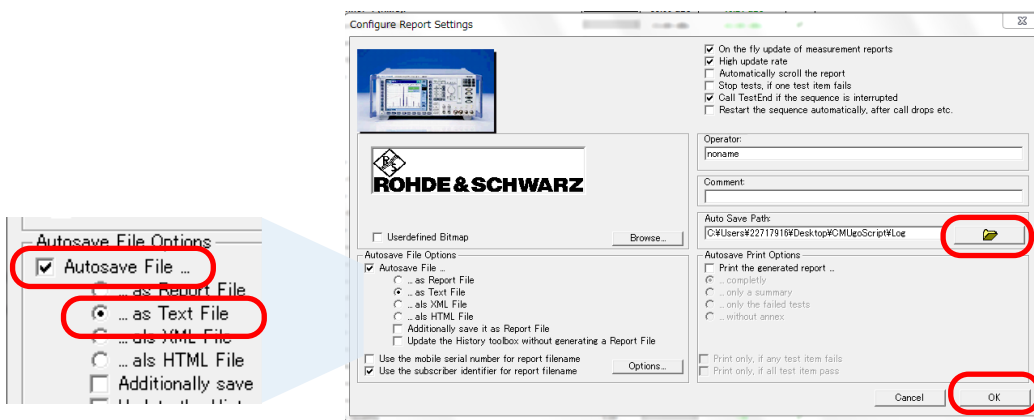 Configure Report Settings
On the fly update of measurement reports
High update rate
Automatically scroll the report
Stop tests, if one test item fails
Call TestEnd if the sequence is interrupted
Restart the sequence automatically, after call drops etc.
ROHDE & SCHWARZ
Userdefined Bitmap
Browse...
Operator:
noname
Comment:
Auto Save Path:
C:¥Users¥22717916¥Desktop¥CMUgoScript¥Log
Autosave File Options
Autosave File ...
... as Report File
... as Text File
... als XML File
... als HTML File
Additionally save it as Report File
Update the History toolbox without generating a Report File
Use the mobile serial number for report filename
Use the subscriber identifier for report filename
Options...
Autosave Print Options
Print the generated report ...
... completly
... only a summary
... only the failed tests
... without annex
Print only, if any test item fails
Print only, if all test item pass
Cancel
OK
Autosave File Options
Autosave File ...
... as Report File
... as Text File
... als XML File
... als HTML File
Additionally save